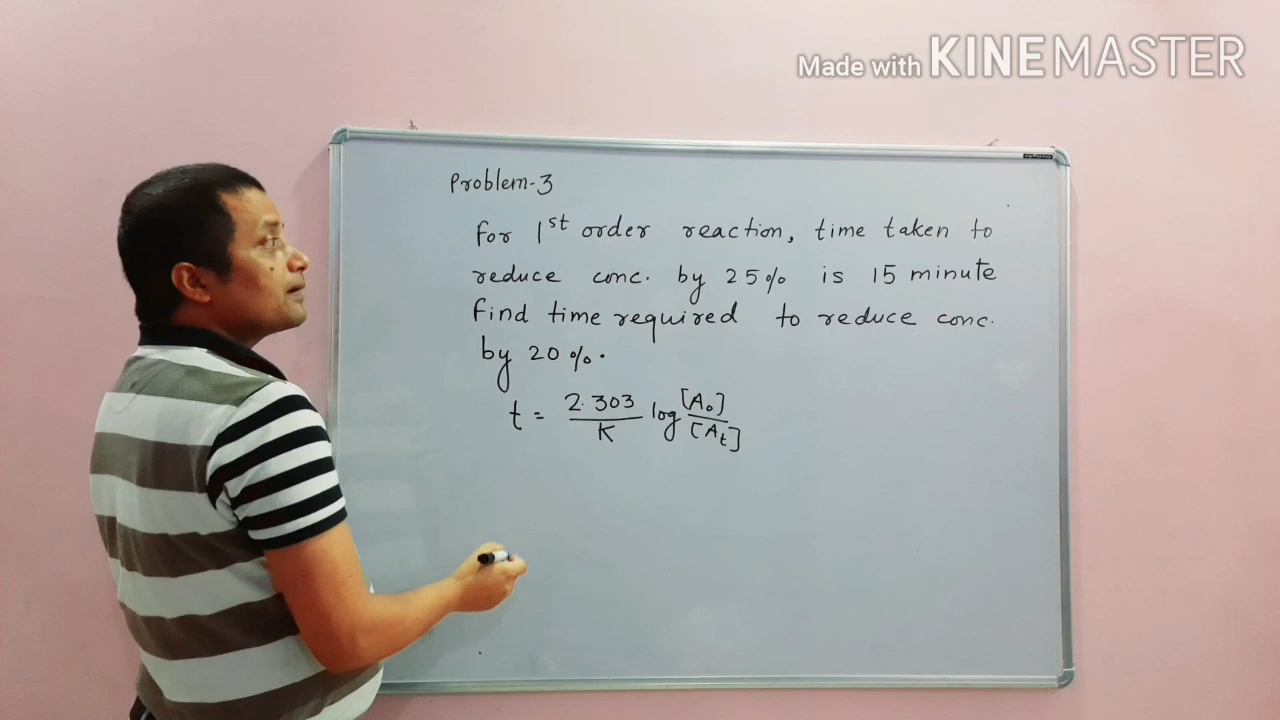 Made with KINEMASTER
Problem-3
For 1st order reaction, time taken to
reduce conc. by 25% is 15 minute
Find time required to reduce conc.
by 20%.
t = 2.303/K log [A₀]/[Aₜ]